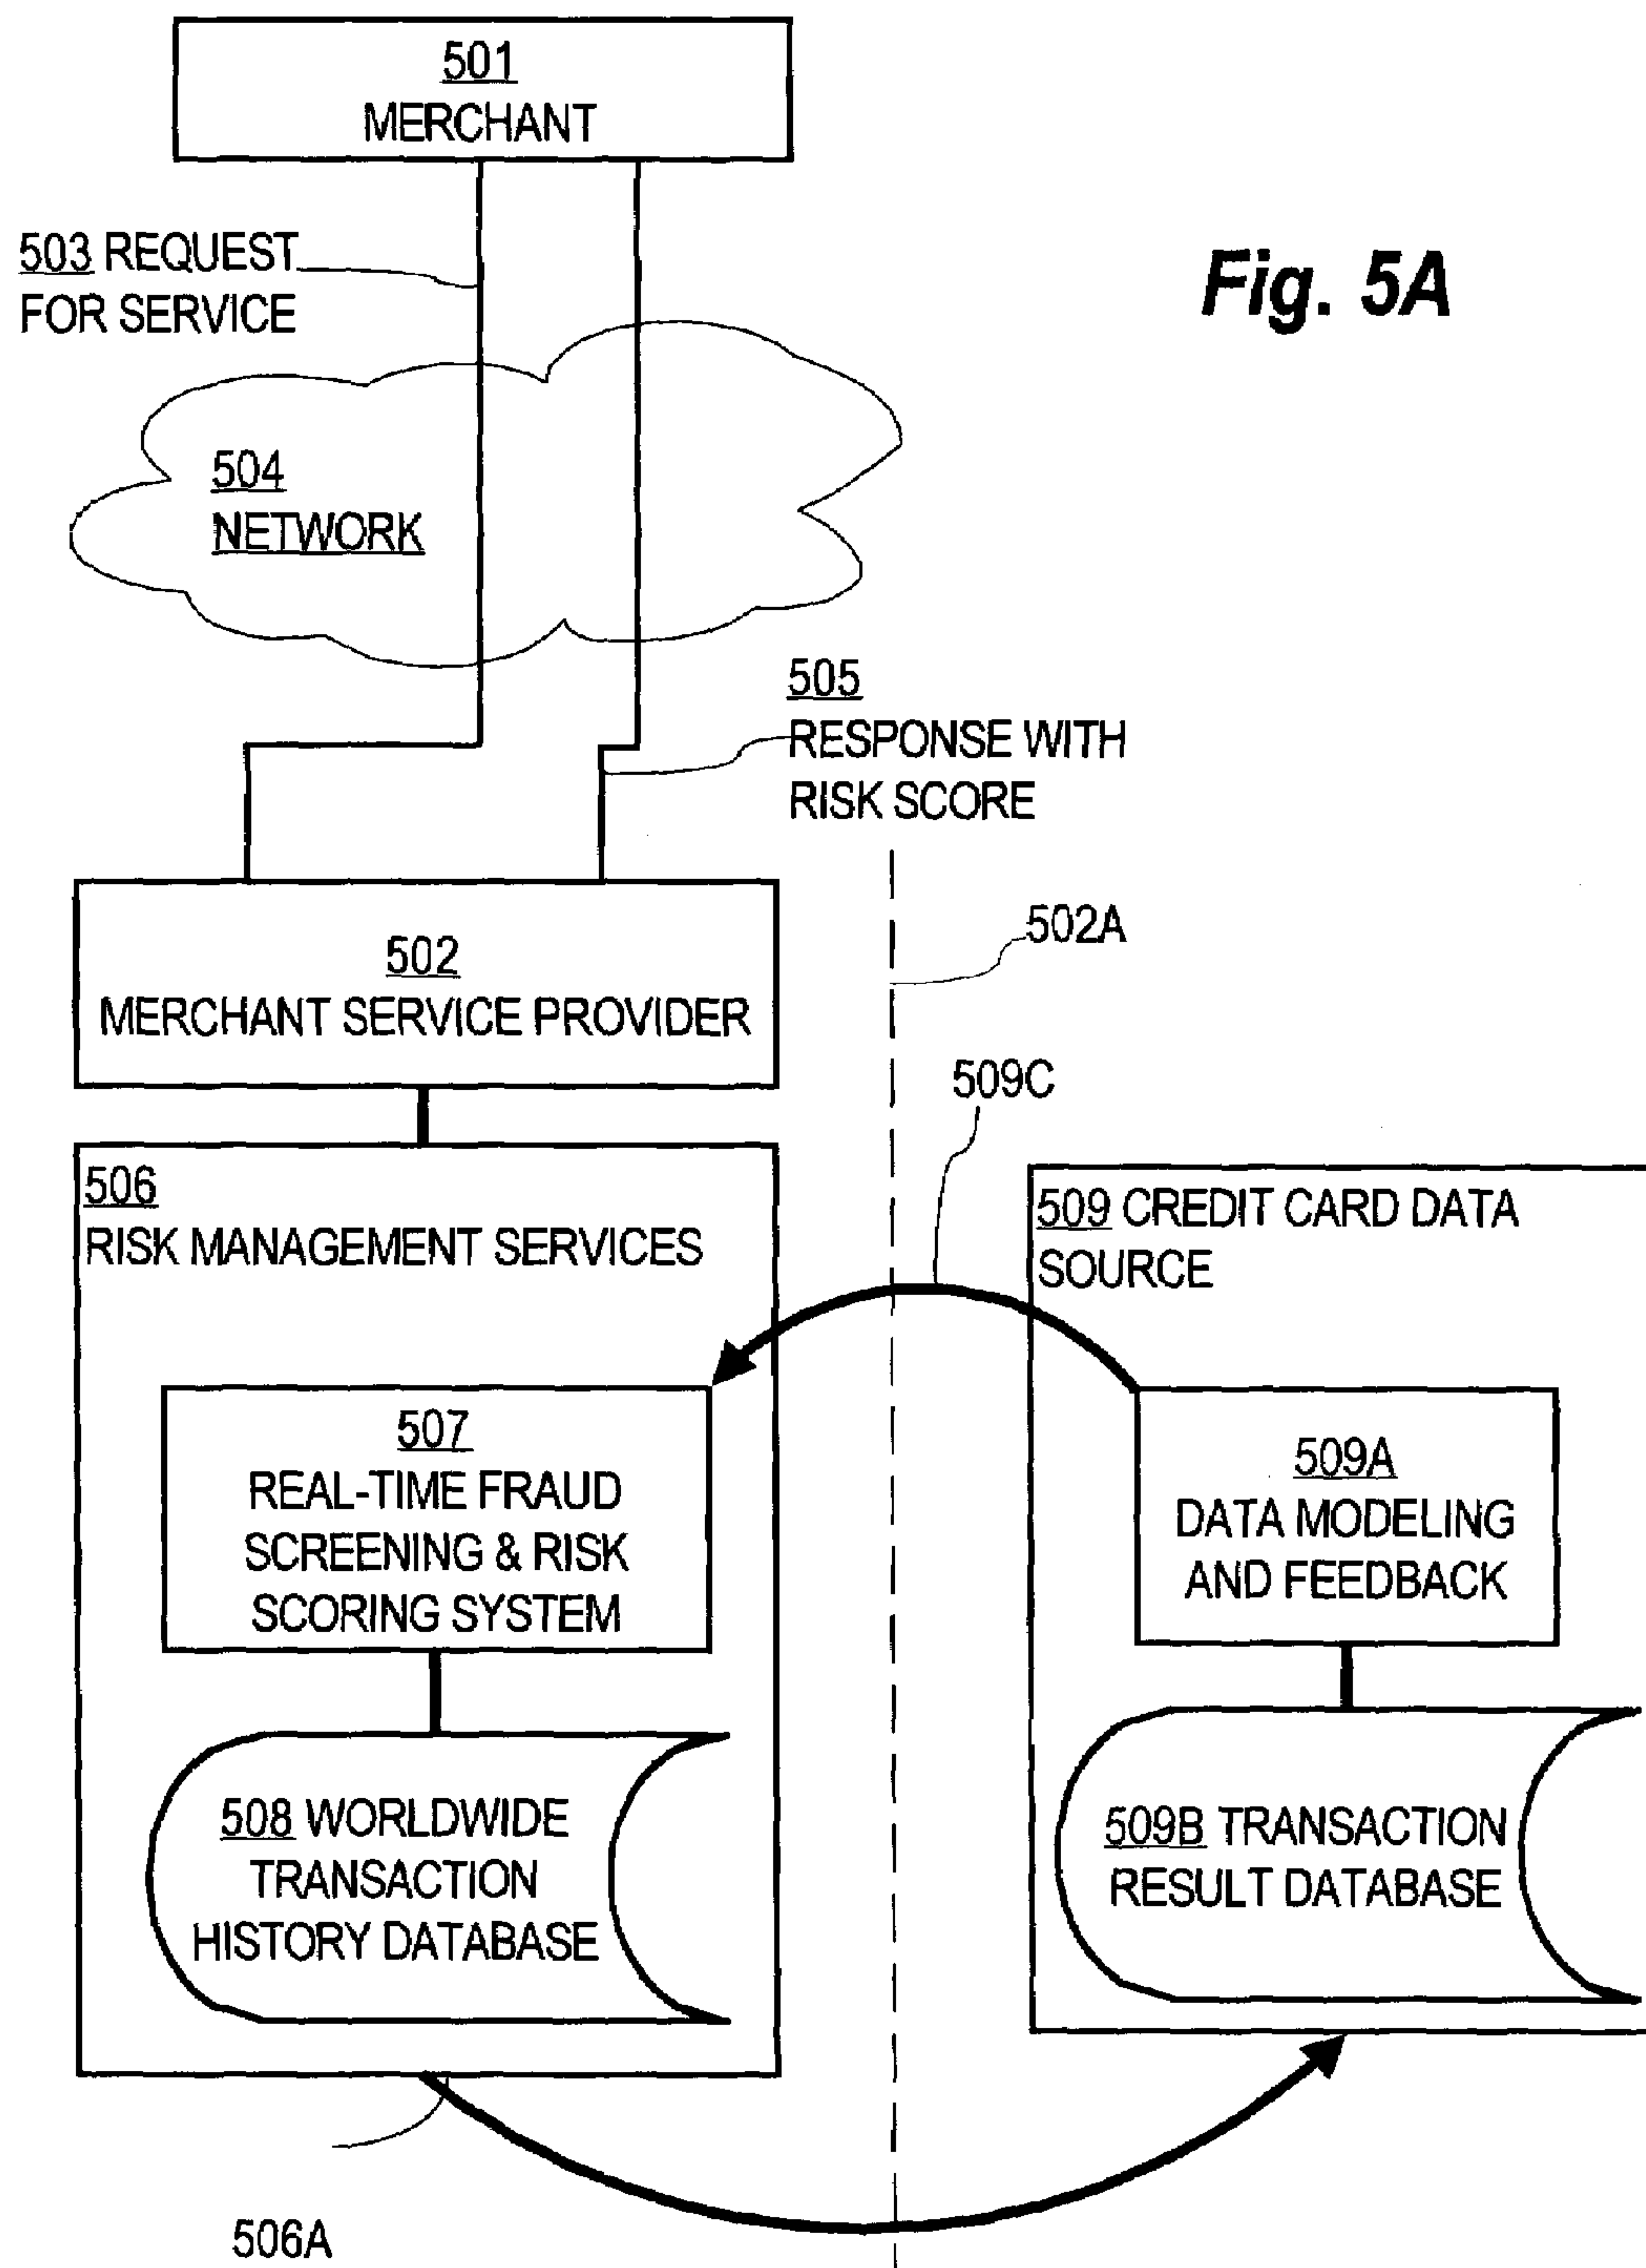 501
MERCHANT
503 REQUEST
FOR SERVICE
Fig. 5A
504
NETWORK
505
RESPONSE WITH
RISK SCORE
502
MERCHANT SERVICE PROVIDER
502A
509C
506
RISK MANAGEMENT SERVICES
509 CREDIT CARD DATA
SOURCE
507
REAL-TIME FRAUD
SCREENING & RISK
SCORING SYSTEM
509A
DATA MODELING
AND FEEDBACK
508 WORLDWIDE
TRANSACTION
HISTORY DATABASE
509B TRANSACTION
RESULT DATABASE
506A